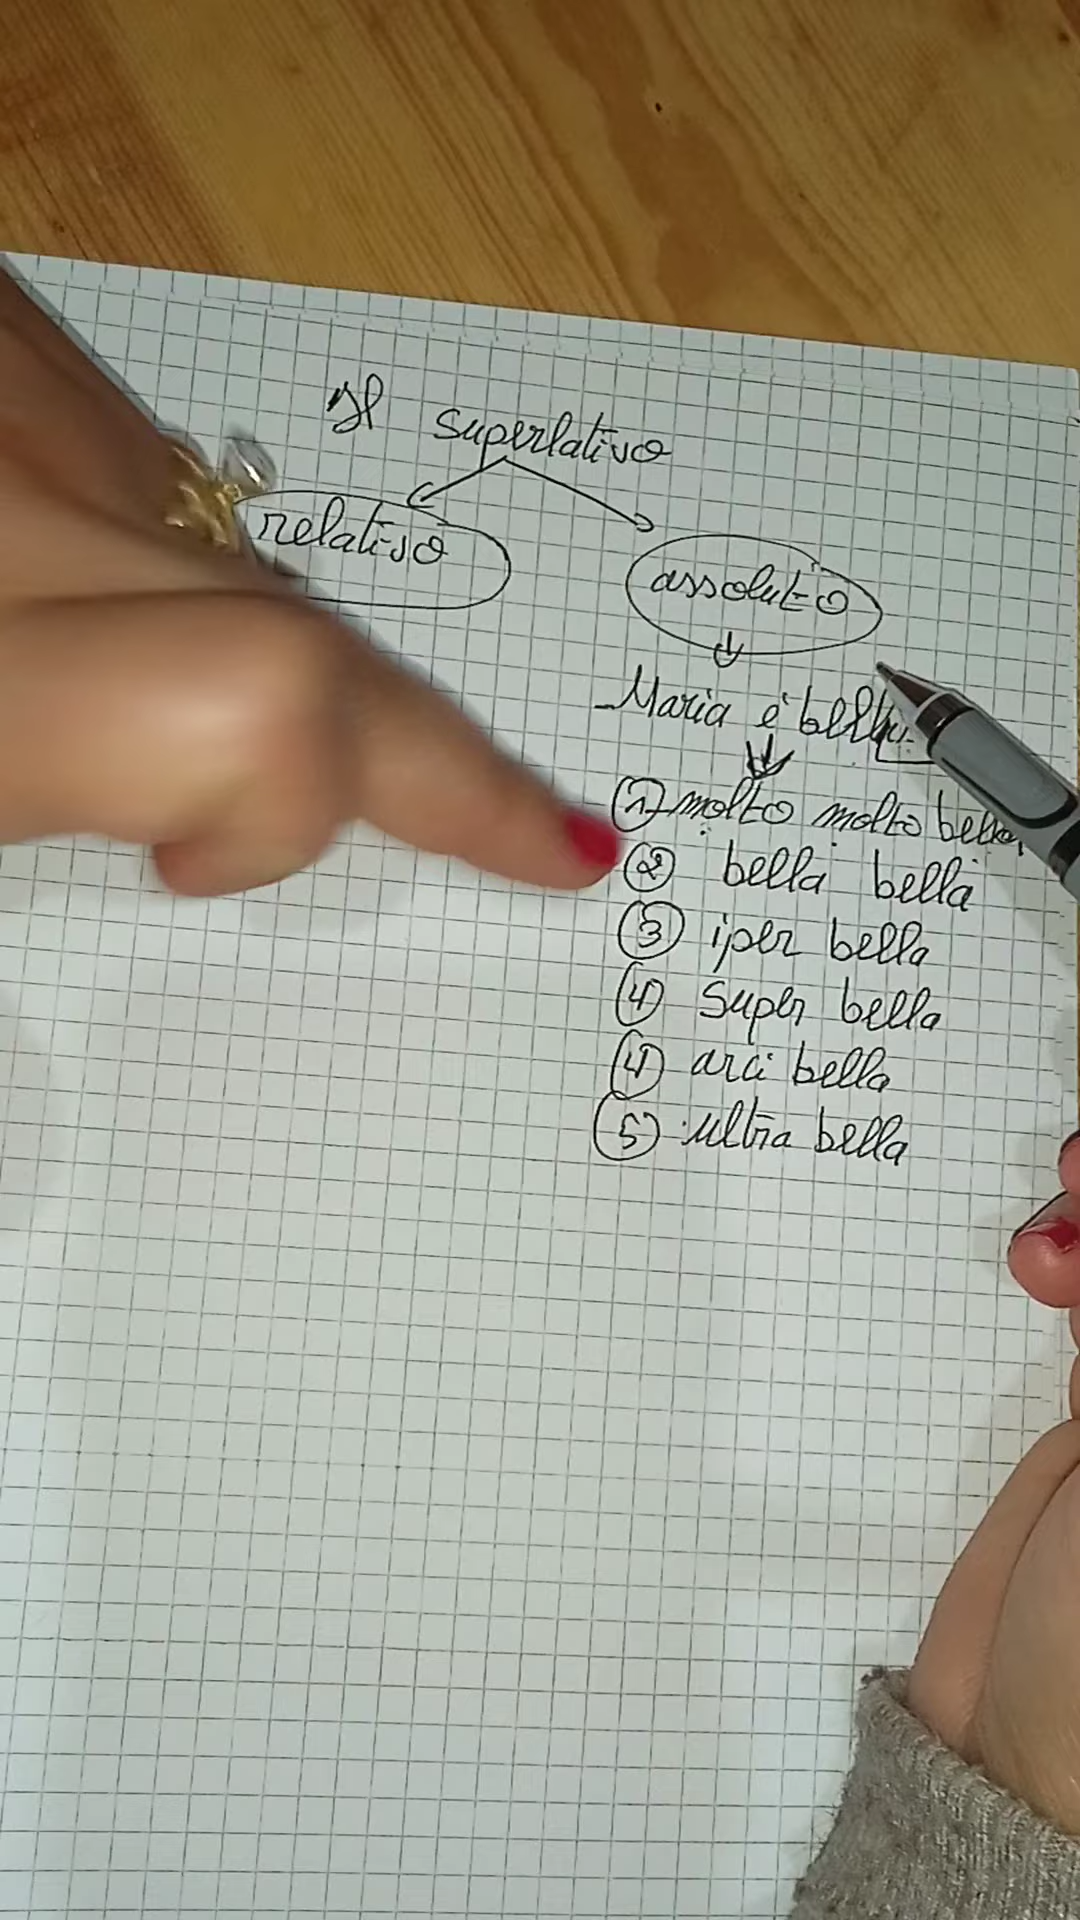 Il superlativo
relativo
assoluto
- Maria è bella
1 molto molto bella
2 bella bella
3 iper bella
4 super bella
4 arci bella
5 ultra bella